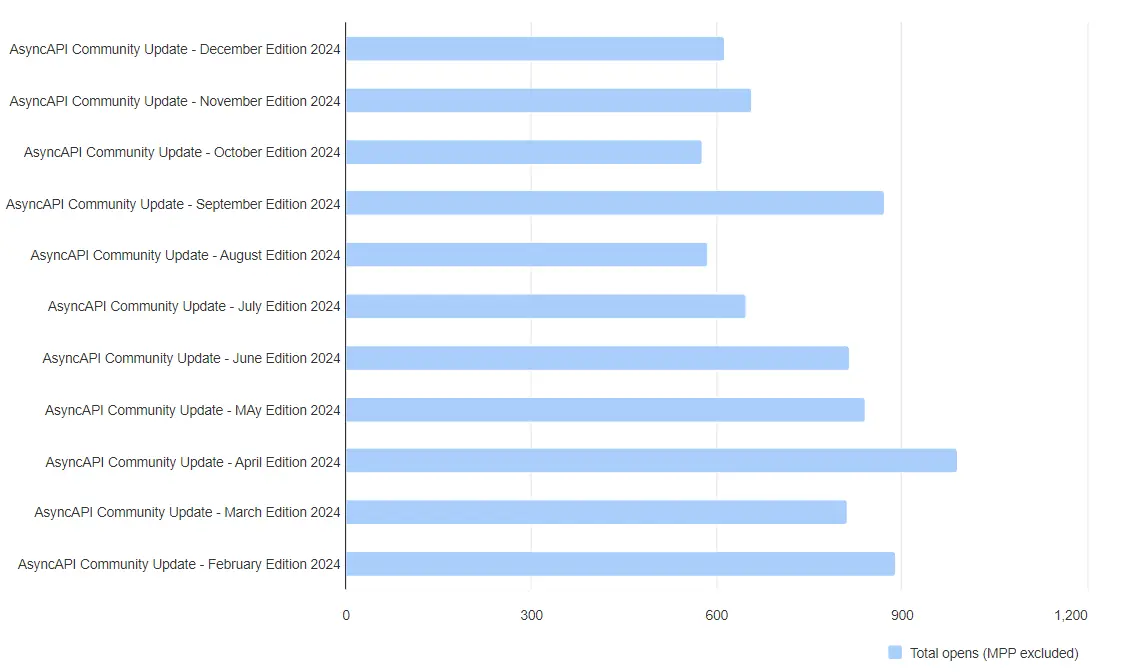 AsyncAPI Community Update - December Edition 2024
AsyncAPI Community Update - November Edition 2024
AsyncAPI Community Update - October Edition 2024
AsyncAPI Community Update - September Edition 2024
AsyncAPI Community Update - August Edition 2024
AsyncAPI Community Update - July Edition 2024
AsyncAPI Community Update - June Edition 2024
AsyncAPI Community Update - MAy Edition 2024
AsyncAPI Community Update - April Edition 2024
AsyncAPI Community Update - March Edition 2024
AsyncAPI Community Update - February Edition 2024
0 300 600 900 1,200
Total opens (MPP excluded)